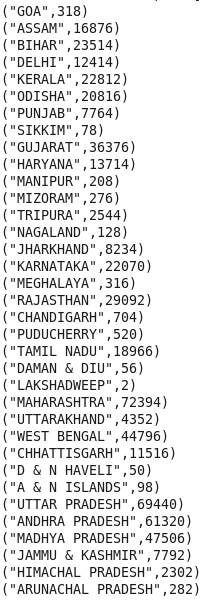 ("GOA",318)
("ASSAM",16876)
("BIHAR",23514)
("DELHI",12414)
("KERALA",22812)
("ODISHA",20816)
("PUNJAB",7764)
("SIKKIM",78)
("GUJARAT",36376)
("HARYANA",13714)
("MANIPUR",208)
("MIZORAM",276)
("TRIPURA",2544)
("NAGALAND",128)
("JHARKHAND",8234)
("KARNATAKA",22070)
("MEGHALAYA",316)
("RAJASTHAN",29092)
("CHANDIGARH",704)
("PUDUCHERRY",520)
("TAMIL NADU",18966)
("DAMAN & DIU",56)
("LAKSHADWEEP",2)
("MAHARASHTRA",72394)
("UTTARAKHAND",4352)
("WEST BENGAL",44796)
("CHHATTISGARH",11516)
("D & N HAVELI",50)
("A & N ISLANDS",98)
("UTTAR PRADESH",69440)
("ANDHRA PRADESH",61320)
("MADHYA PRADESH",47506)
("JAMMU & KASHMIR",7792)
("HIMACHAL PRADESH",2302)
("ARUNACHAL PRADESH",282)